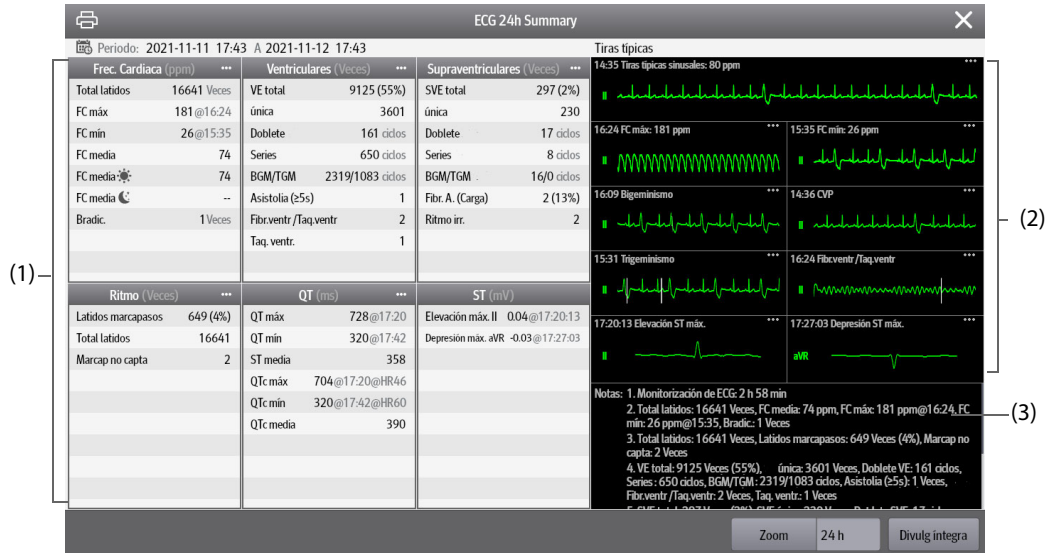 ECG 24h Summary
Periodo: 2021-11-11 17:43 A 2021-11-12 17:43
Tiras típicas
Frec. Cardiaca (ppm) •••
Total latidos 16641 Veces
FC máx 181@16:24
FC mín 26@15:35
FC media 74
FC media 74
FC media --
Bradic. 1 Veces
Ventriculares (Veces) •••
VE total 9125 (55%)
única 3601
Doblete 161 ciclos
Series 650 ciclos
BGM/TGM 2319/1083 ciclos
Asistolia (≥5s) 1
Fibr.ventr /Taq.ventr 2
Taq. ventr. 1
Supraventriculares (Veces) •••
SVE total 297 (2%)
única 230
Doblete 17 ciclos
Series 8 ciclos
BGM/TGM 16/0 ciclos
Fibr. A. (Carga) 2 (13%)
Ritmo irr. 2
Ritmo (Veces) •••
Latidos marcapasos 649 (4%)
Total latidos 16641
Marcap no capta 2
QT (ms) •••
QT máx 728@17:20
QT mín 320@17:42
ST media 358
QTc máx 704@17:20@HR46
QTc mín 320@17:42@HR60
QTc media 390
ST (mV)
Elevación máx. II 0.04@17:20:13
Depresión máx. aVR -0.03@17:27:03
14:35 Tiras típicas sinusales: 80 ppm •••
II
16:24 FC máx: 181 ppm •••
II
15:35 FC mín: 26 ppm •••
II
16:09 Bigeminismo •••
II
14:36 CVP •••
II
15:31 Trigeminismo •••
II
16:24 Fibr.ventr /Taq.ventr •••
II
17:20:13 Elevación ST máx. •••
II
17:27:03 Depresión ST máx. •••
aVR
Notas: 1. Monitorización de ECG: 2 h 58 min
2. Total latidos: 16641 Veces, FC media: 74 ppm, FC máx: 181 ppm@16:24, FC
mín: 26 ppm@15:35, Bradic.: 1 Veces
3. Total latidos: 16641 Veces, Latidos marcapasos: 649 Veces (4%), Marcap no
capta: 2 Veces
4. VE total: 9125 Veces (55%), única: 3601 Veces, Doblete VE: 161 ciclos,
Series: 650 ciclos, BGM/TGM: 2319/1083 ciclos, Asistolia (≥5s): 1 Veces,
Fibr.ventr /Taq.ventr: 2 Veces, Taq. ventr.: 1 Veces
Zoom 24 h Divulg íntegra
(1)
(2)
(3)